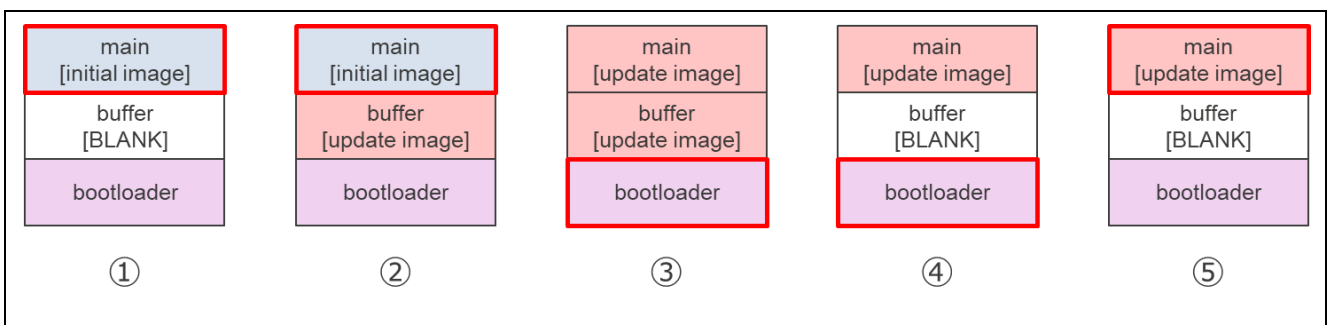 main
[initial image]
buffer
[BLANK]
bootloader
①
main
[initial image]
buffer
[update image]
bootloader
②
main
[update image]
buffer
[update image]
bootloader
③
main
[update image]
buffer
[BLANK]
bootloader
④
main
[update image]
buffer
[BLANK]
bootloader
⑤